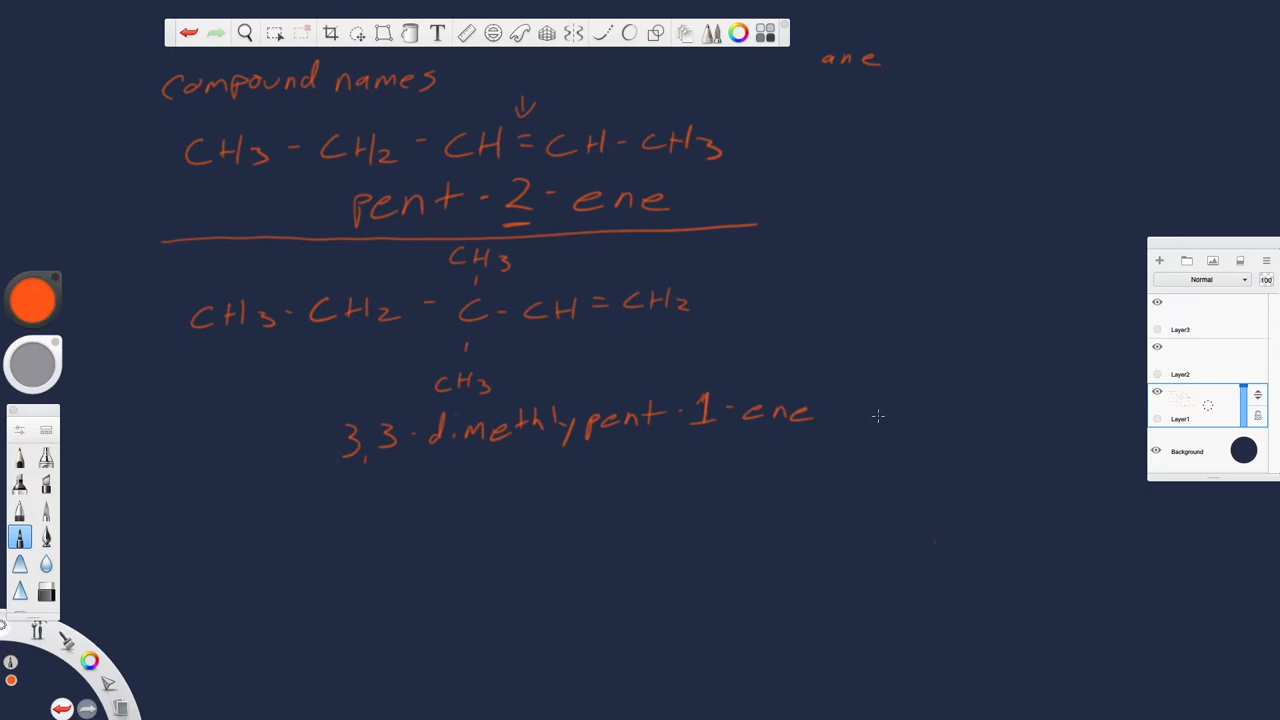 ane
compound names
CH3 - CH2 - CH = CH - CH3
pent - 2 - ene
CH3
CH3 - CH2 - C - CH = CH2
CH3
3,3-dimethlypent-1-ene
Normal
100
Layer3
Layer2
Layer1
Background
T